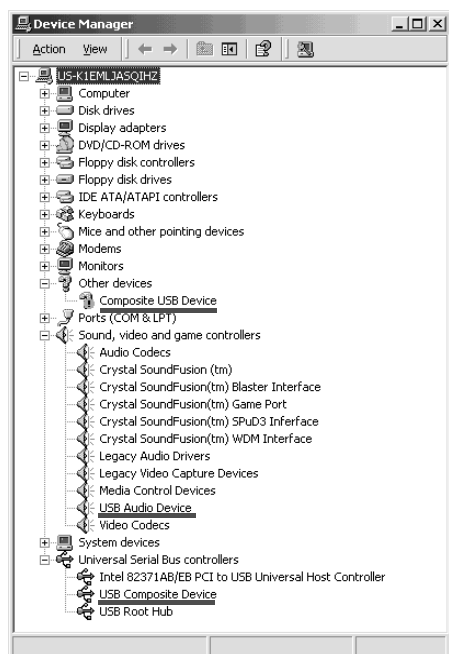 Device Manager
Action View
US-K1EMLJASQIHZ
Computer
Disk drives
Display adapters
DVD/CD-ROM drives
Floppy disk controllers
Floppy disk drives
IDE ATA/ATAPI controllers
Keyboards
Mice and other pointing devices
Modems
Monitors
Other devices
Composite USB Device
Ports (COM & LPT)
Sound, video and game controllers
Audio Codecs
Crystal SoundFusion (tm)
Crystal SoundFusion(tm) Blaster Interface
Crystal SoundFusion(tm) Game Port
Crystal SoundFusion(tm) SPuD3 Inferface
Crystal SoundFusion(tm) WDM Interface
Legacy Audio Drivers
Legacy Video Capture Devices
Media Control Devices
USB Audio Device
Video Codecs
System devices
Universal Serial Bus controllers
Intel 82371AB/EB PCI to USB Universal Host Controller
USB Composite Device
USB Root Hub